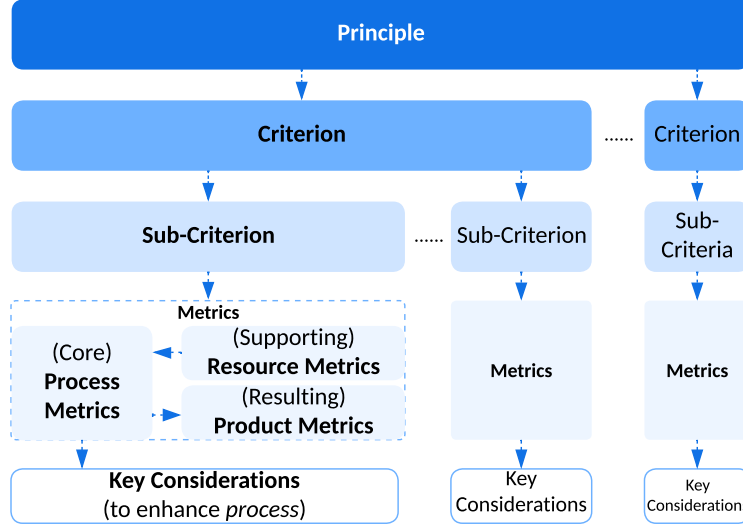 Principle
Criterion
......
Criterion
Sub-Criterion
......
Sub-Criterion
Sub-
Criteria
Metrics
(Core)
Process
Metrics
(Supporting)
Resource Metrics
(Resulting)
Product Metrics
Metrics
Metrics
Key Considerations
(to enhance process)
Key
Considerations
Key
Consideration